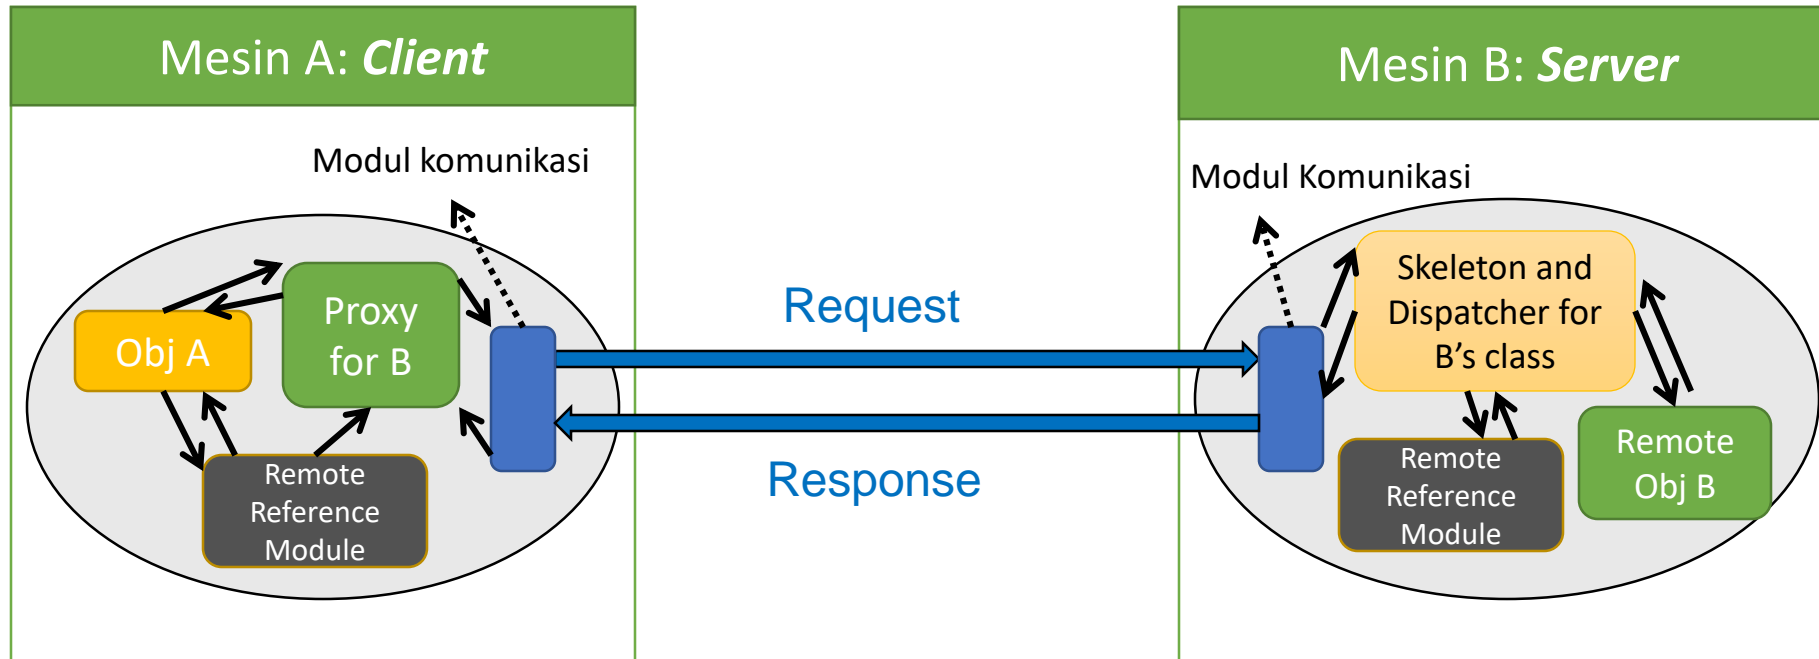 Mesin A: Client
Mesin B: Server
Modul komunikasi
Modul Komunikasi
Obj A
Proxy
for B
Remote
Reference
Module
Request
Response
Skeleton and
Dispatcher for
B’s class
Remote
Reference
Module
Remote
Obj B